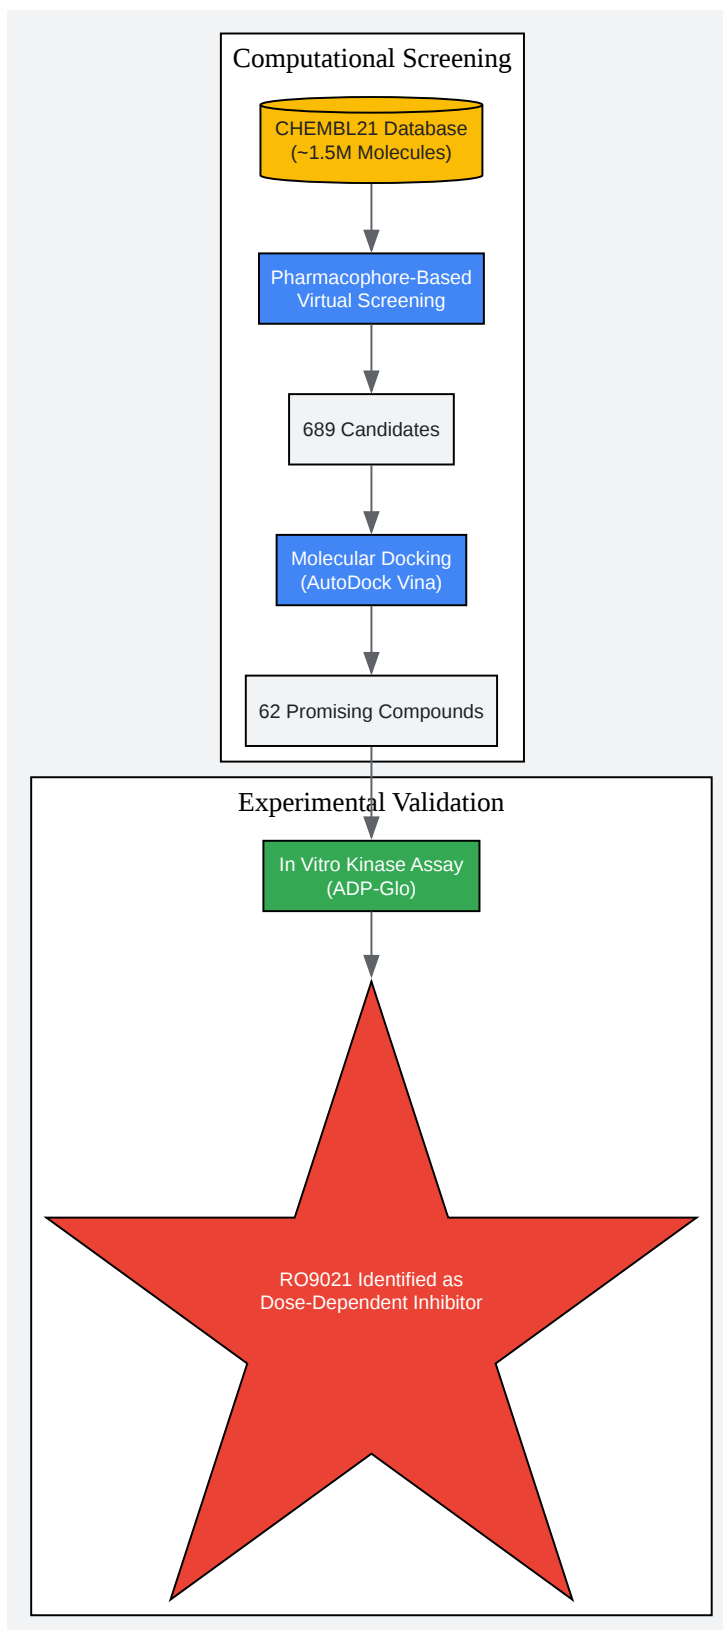 Computational Screening
CHEMBL21 Database
(~1.5M Molecules)
Pharmacophore-Based
Virtual Screening
689 Candidates
Molecular Docking
(AutoDock Vina)
62 Promising Compounds
Experimental Validation
In Vitro Kinase Assay
(ADP-Glo)
RO9021 Identified as
Dose-Dependent Inhibitor